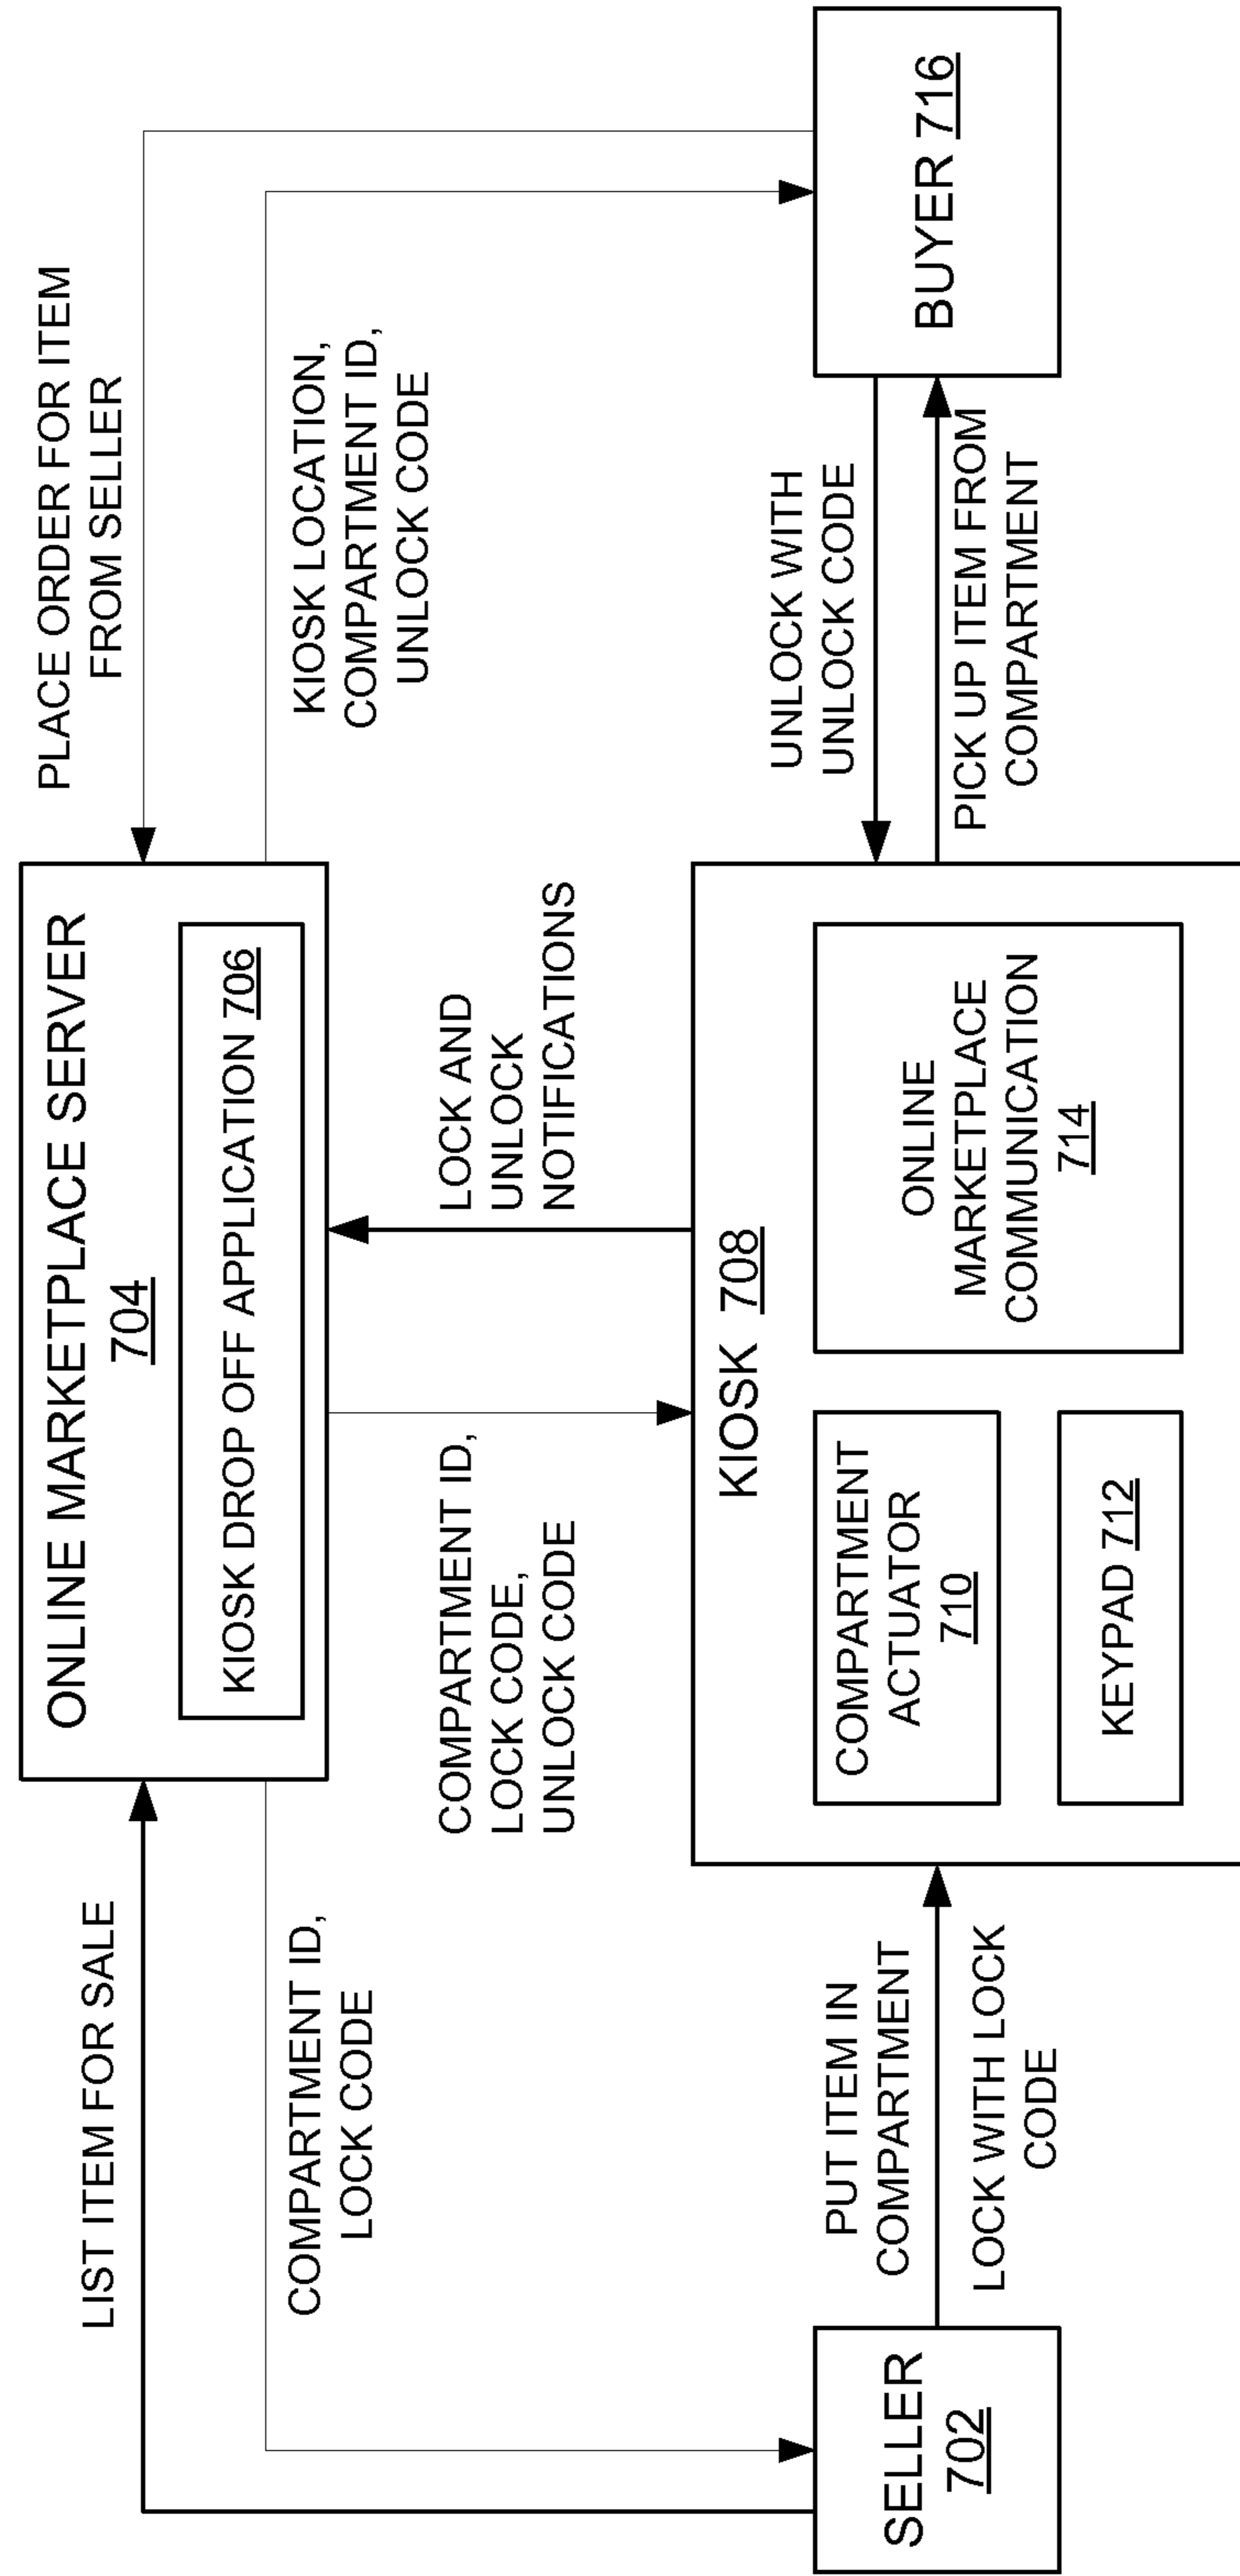 LIST ITEM FOR SALE
COMPARTMENT ID,
LOCK CODE
ONLINE MARKETPLACE SERVER
704
KIOSK DROP OFF APPLICATION 706
PLACE ORDER FOR ITEM
FROM SELLER
KIOSK LOCATION,
COMPARTMENT ID,
UNLOCK CODE
COMPARTMENT ID,
LOCK CODE,
UNLOCK CODE
LOCK AND
UNLOCK
NOTIFICATIONS
SELLER
702
PUT ITEM IN
COMPARTMENT
LOCK WITH LOCK
CODE
KIOSK 708
COMPARTMENT
ACTUATOR
710
KEYPAD 712
ONLINE
MARKETPLACE
COMMUNICATION
714
UNLOCK WITH
UNLOCK CODE
PICK UP ITEM FROM
COMPARTMENT
BUYER 716